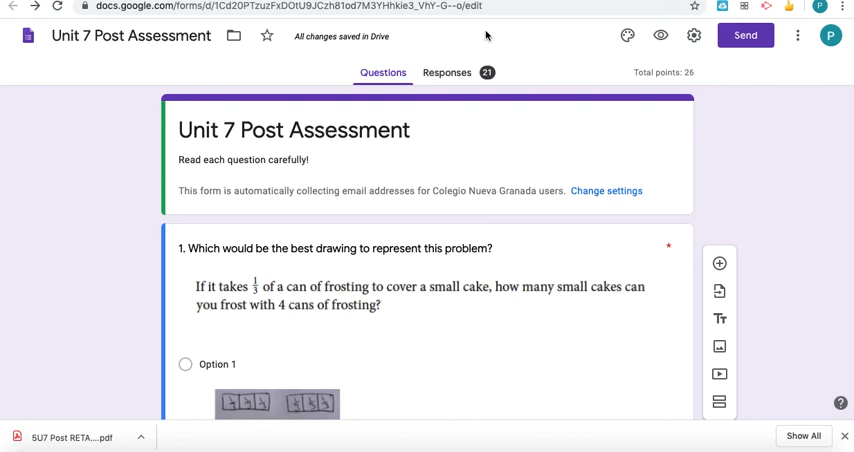 docs.google.com/forms/d/1Cd20PTzuzFxDOtU9JCzh81od7M3YHhkie3_VhY-G--o/edit
P
Unit 7 Post Assessment
All changes saved in Drive
Send
P
Questions
Responses 21
Total points: 26
Unit 7 Post Assessment
Read each question carefully!
This form is automatically collecting email addresses for Colegio Nueva Granada users. Change settings
1. Which would be the best drawing to represent this problem?
*
If it takes 1/3 of a can of frosting to cover a small cake, how many small cakes can
you frost with 4 cans of frosting?
Option 1
Tт
5U7 Post RETA....pdf
Show All